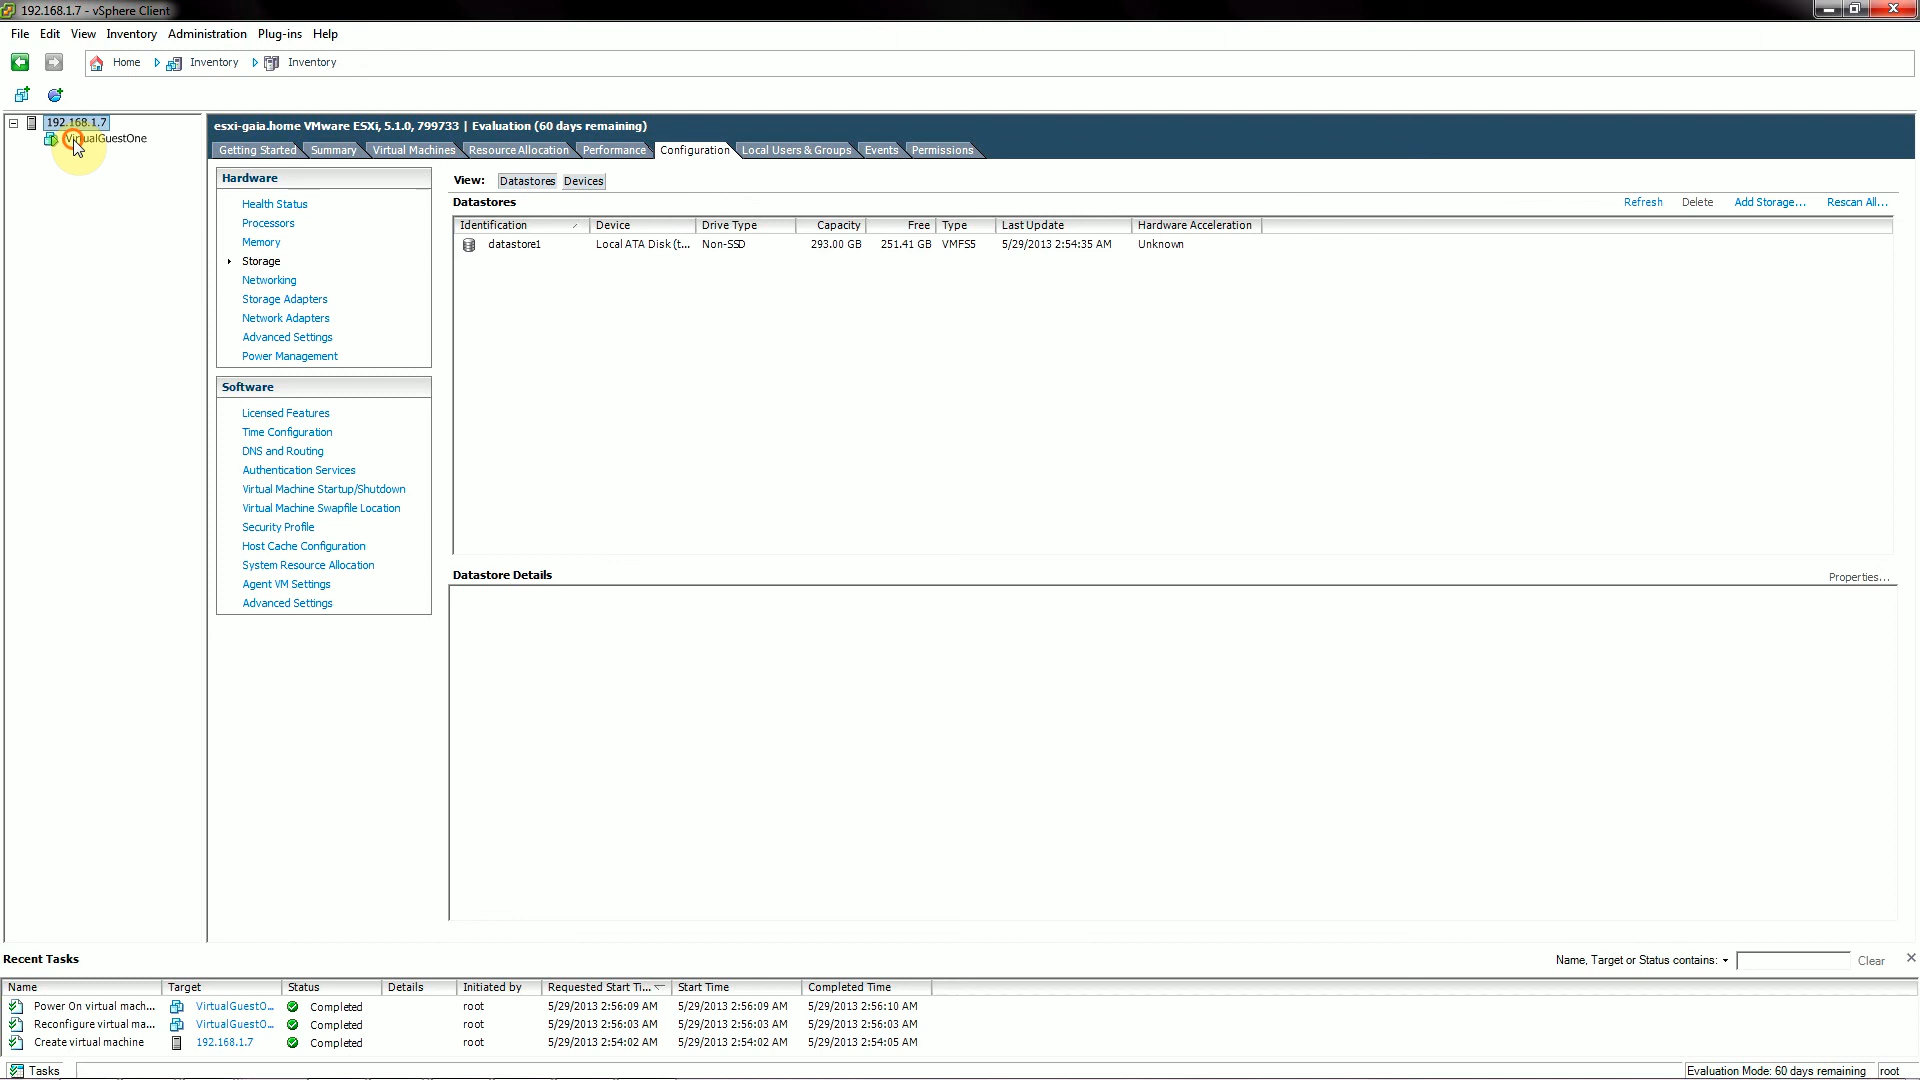 192.168.1.7 - vSphere Client
File Edit View Inventory Administration Plug-ins Help
Home Inventory Inventory
192.168.1.7
VirtualGuestOne
esxi-gaia.home VMware ESXi, 5.1.0, 799733 | Evaluation (60 days remaining)
Getting Started Summary Virtual Machines Resource Allocation Performance Configuration Local Users & Groups Events Permissions
Hardware
Health Status
Processors
Memory
Storage
Networking
Storage Adapters
Network Adapters
Advanced Settings
Power Management
Software
Licensed Features
Time Configuration
DNS and Routing
Authentication Services
Virtual Machine Startup/Shutdown
Virtual Machine Swapfile Location
Security Profile
Host Cache Configuration
System Resource Allocation
Agent VM Settings
Advanced Settings
View: Datastores Devices
Datastores Refresh Delete Add Storage... Rescan All...
Identification Device Drive Type Capacity Free Type Last Update Hardware Acceleration
datastore1 Local ATA Disk (t... Non-SSD 293.00 GB 251.41 GB VMFS5 5/29/2013 2:54:35 AM Unknown
Datastore Details Properties...
Recent Tasks Name, Target or Status contains: Clear
Name Target Status Details Initiated by Requested Start Ti... Start Time Completed Time
Power On virtual mach... VirtualGuestO... Completed root 5/29/2013 2:56:09 AM 5/29/2013 2:56:09 AM 5/29/2013 2:56:10 AM
Reconfigure virtual ma... VirtualGuestO... Completed root 5/29/2013 2:56:03 AM 5/29/2013 2:56:03 AM 5/29/2013 2:56:03 AM
Create virtual machine 192.168.1.7 Completed root 5/29/2013 2:54:02 AM 5/29/2013 2:54:02 AM 5/29/2013 2:54:05 AM
Tasks Evaluation Mode: 60 days remaining root